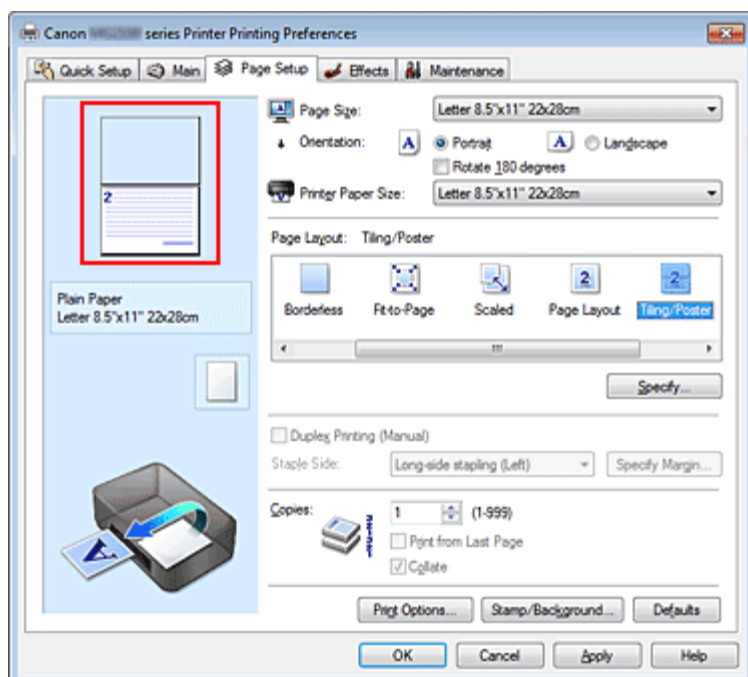 Canon series Printer Printing Preferences
Quick Setup Main Page Setup Effects Maintenance
Page Size: Letter 8.5"x11" 22x28cm
Orientation: A Portrait A Landscape
Rotate 180 degrees
Printer Paper Size: Letter 8.5"x11" 22x28cm
2
Plain Paper
Letter 8.5"x11" 22x28cm
Page Layout: Tiling/Poster
2 2
Borderless Fit-to-Page Scaled Page Layout Tiling/Poster
Specify...
Duplex Printing (Manual)
Staple Side: Long-side stapling (Left) Specify Margin...
Copies: 1 (1-999)
Print from Last Page
Collate
A
Print Options... Stamp/Background... Defaults
OK Cancel Apply Help